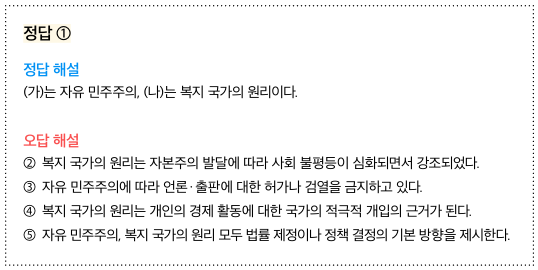 정답 ①
정답 해설
(가)는 자유 민주주의, (나)는 복지 국가의 원리이다.
오답 해설
② 복지 국가의 원리는 자본주의 발달에 따라 사회 불평등이 심화되면서 강조되었다.
③ 자유 민주주의에 따라 언론·출판에 대한 허가나 검열을 금지하고 있다.
④ 복지 국가의 원리는 개인의 경제 활동에 대한 국가의 적극적 개입의 근거가 된다.
⑤ 자유 민주주의, 복지 국가의 원리 모두 법률 제정이나 정책 결정의 기본 방향을 제시한다.